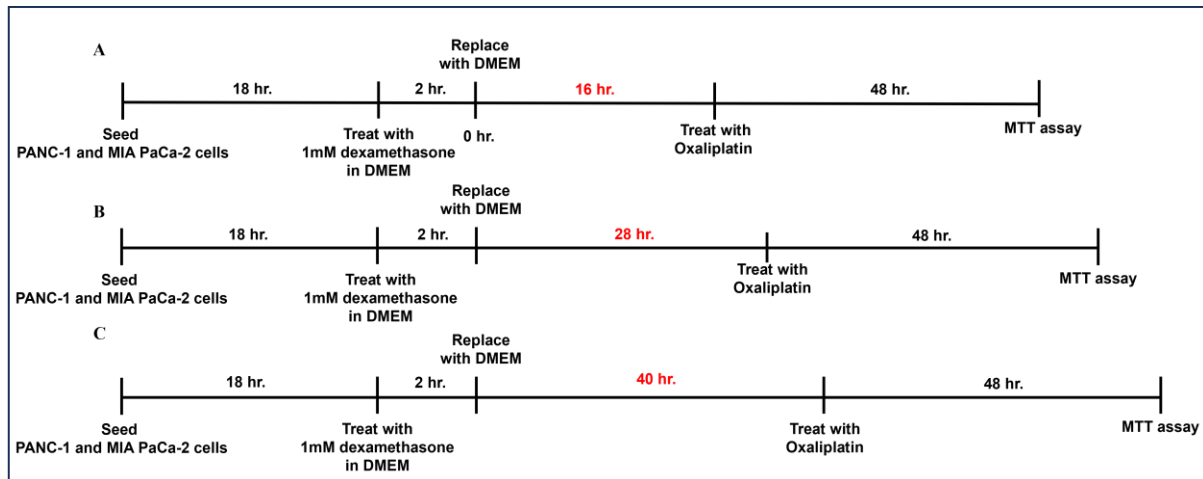 A
Replace
with DMEM
18 hr.
2 hr.
16 hr.
48 hr.
Seed
PANC-1 and MIA PaCa-2 cells
Treat with
1mM dexamethasone
in DMEM
0 hr.
Treat with
Oxaliplatin
MTT assay
B
Replace
with DMEM
18 hr.
2 hr.
28 hr.
48 hr.
Seed
PANC-1 and MIA PaCa-2 cells
Treat with
1mM dexamethasone
in DMEM
Treat with
Oxaliplatin
MTT assay
C
Replace
with DMEM
18 hr.
2 hr.
40 hr.
48 hr.
Seed
PANC-1 and MIA PaCa-2 cells
Treat with
1mM dexamethasone
in DMEM
Treat with
Oxaliplatin
MTT assay